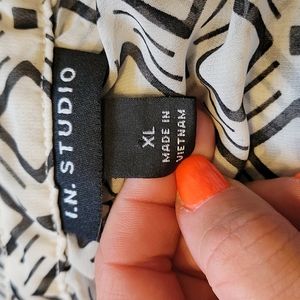 I.N. STUDIO
XL
MADE IN
VIETNAM